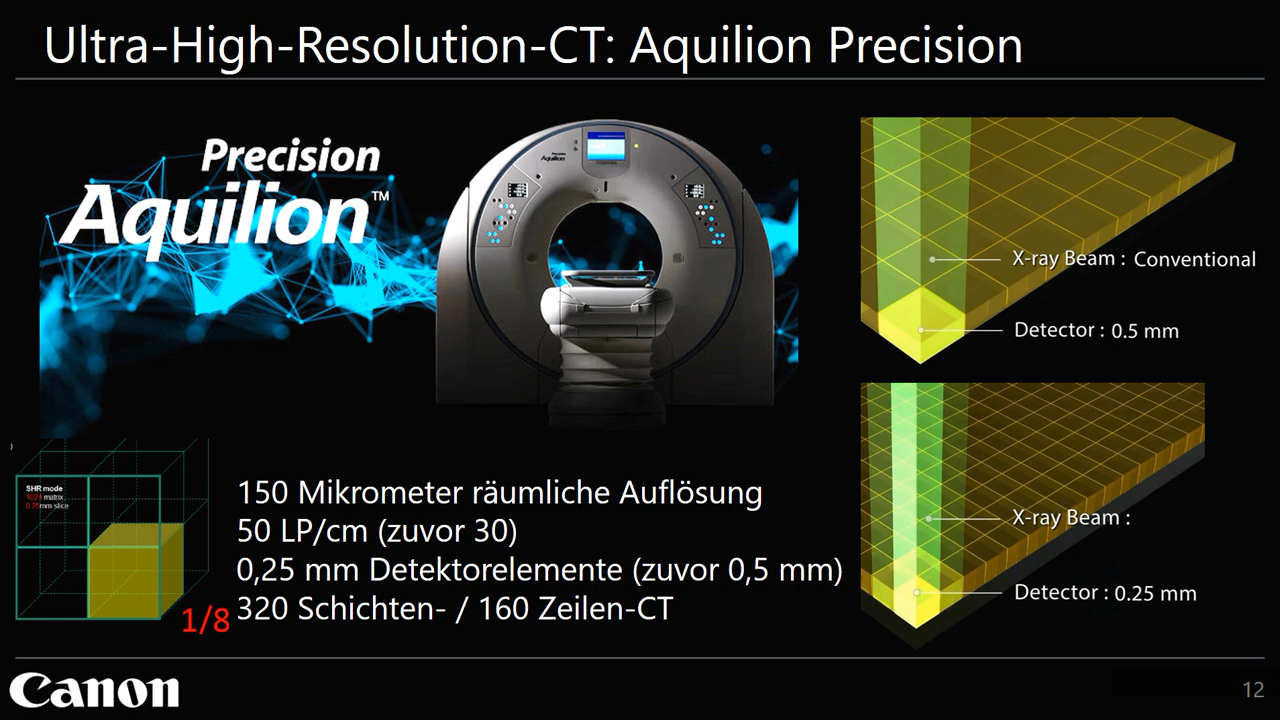 Ultra-High-Resolution-CT: Aquilion Precision
Precision
Aquilion™
X-ray Beam : Conventional
Detector : 0.5 mm
SHR mode
1024 matrix
0.25mm slice
1/8
150 Mikrometer räumliche Auflösung
50 LP/cm (zuvor 30)
0,25 mm Detektorelemente (zuvor 0,5 mm)
320 Schichten- / 160 Zeilen-CT
X-ray Beam :
Detector : 0.25 mm
Canon
12